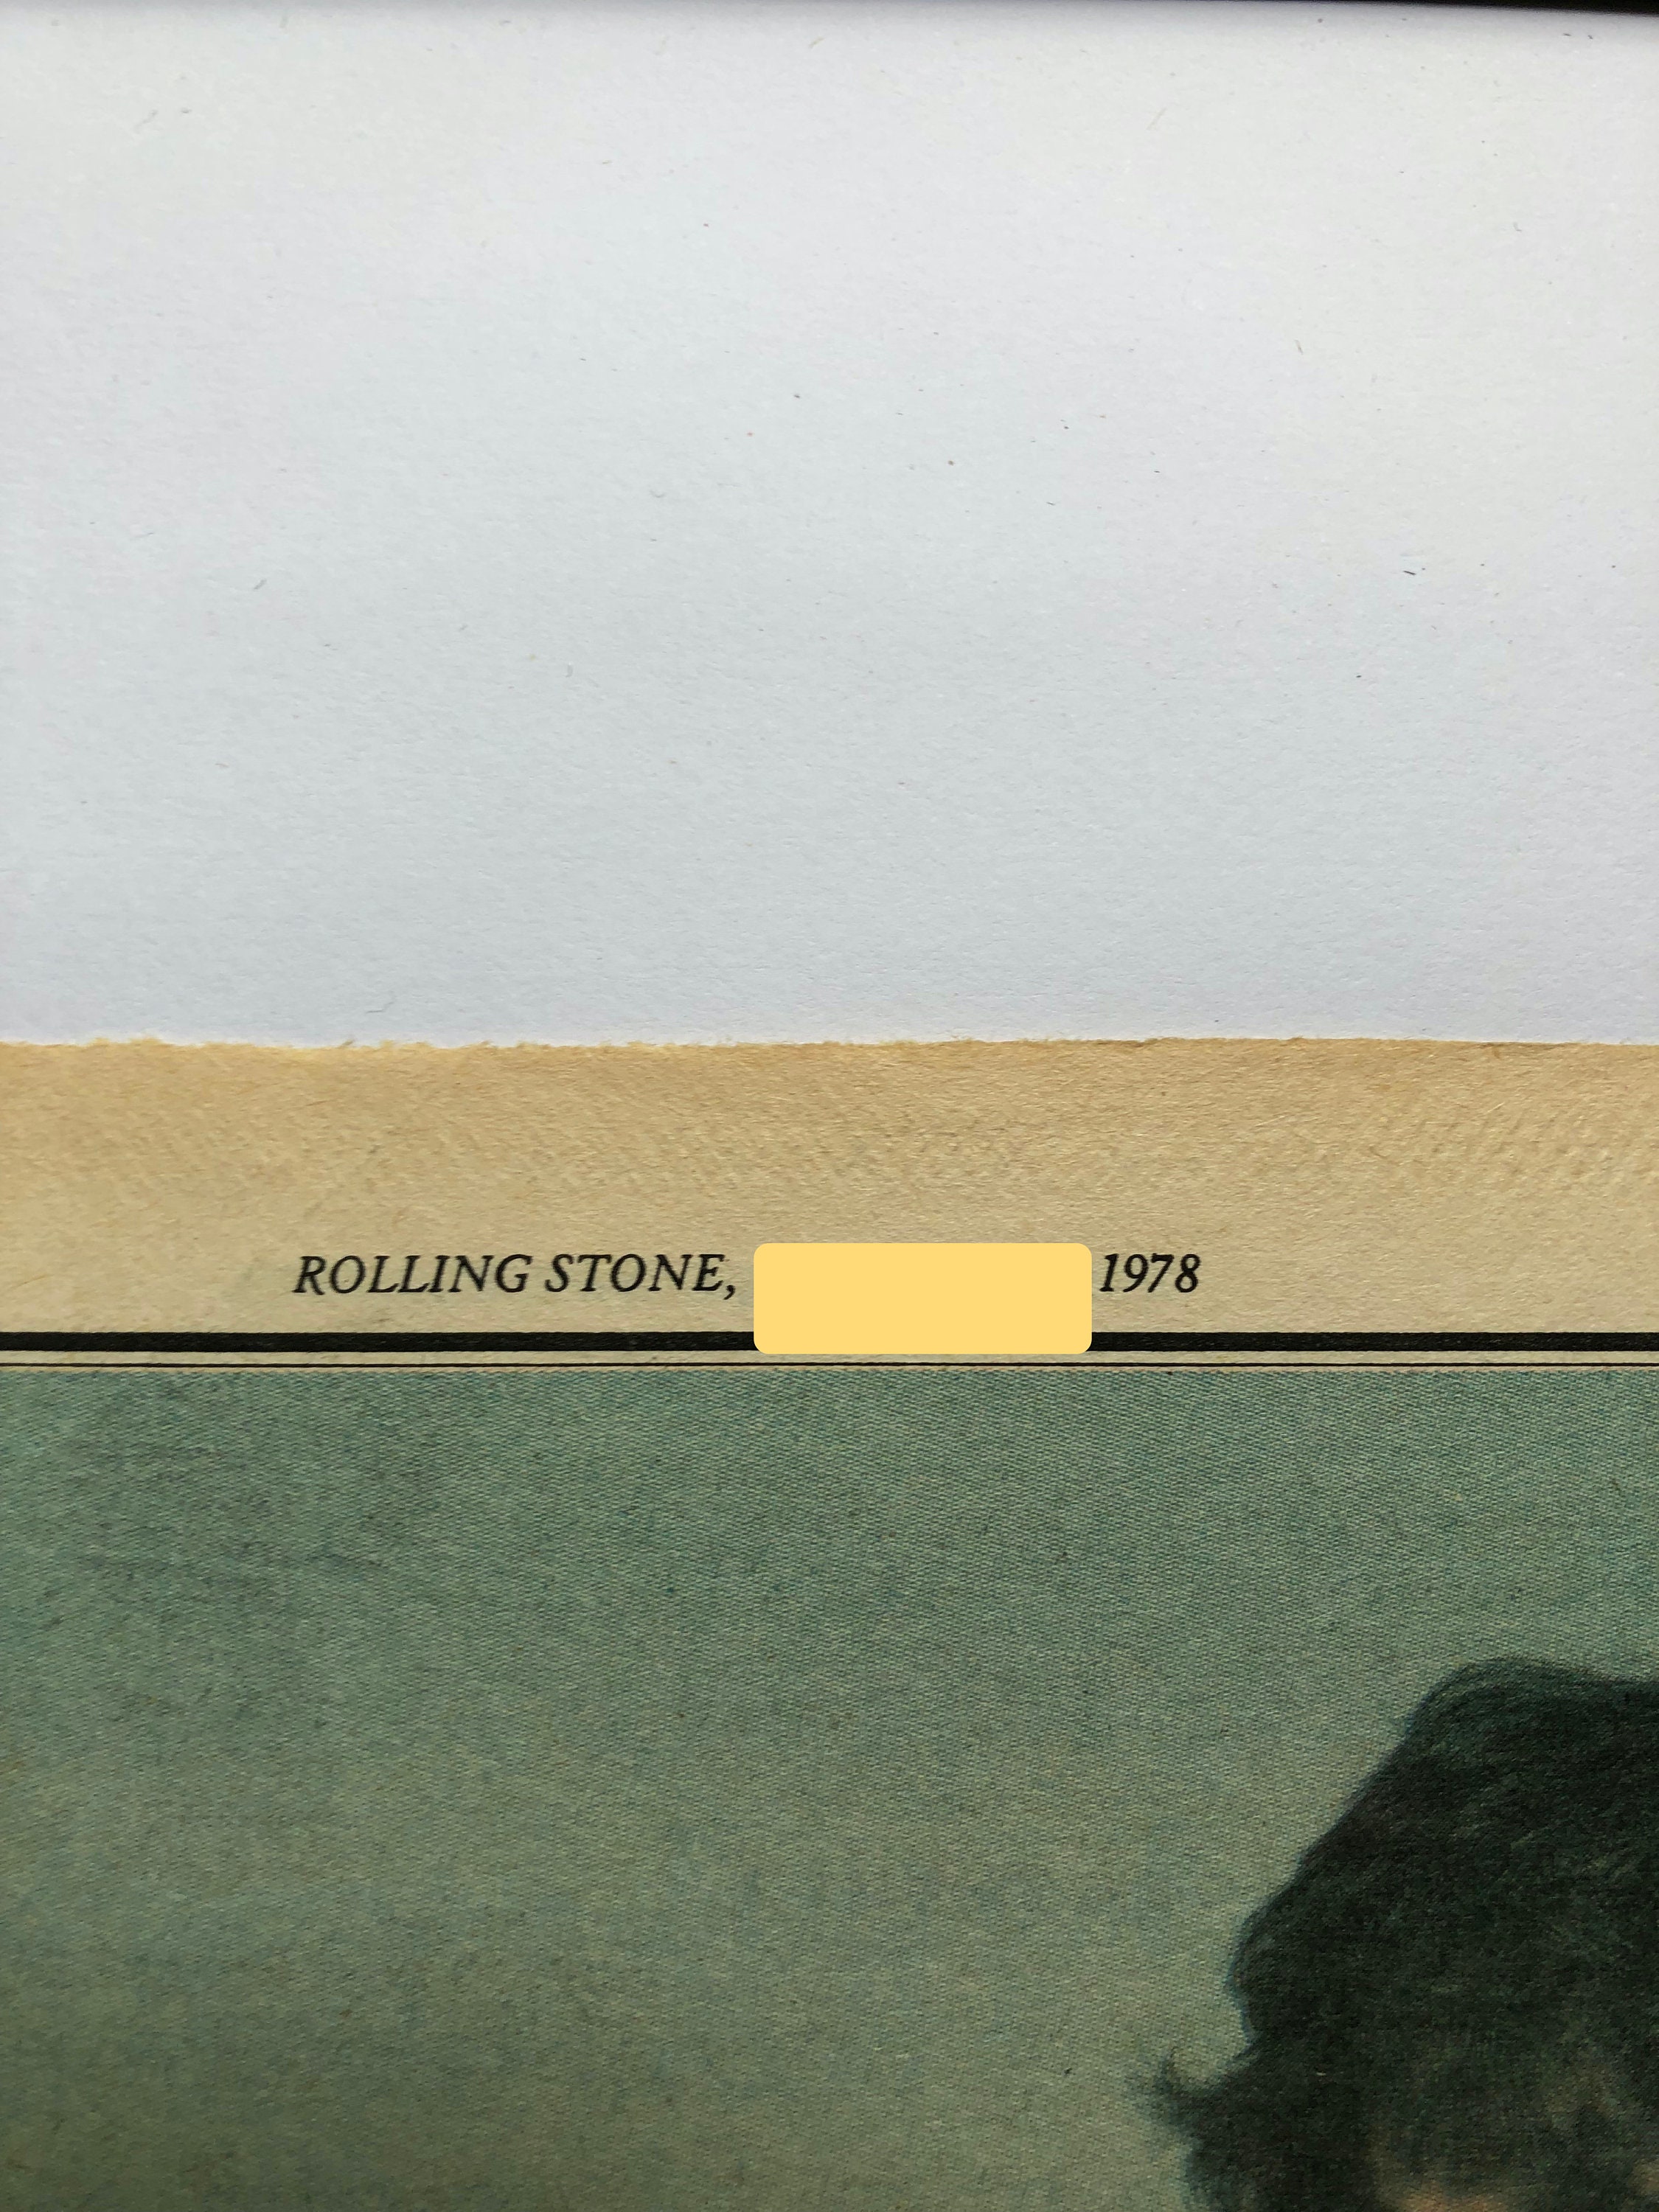 ROLLING STONE, 1978